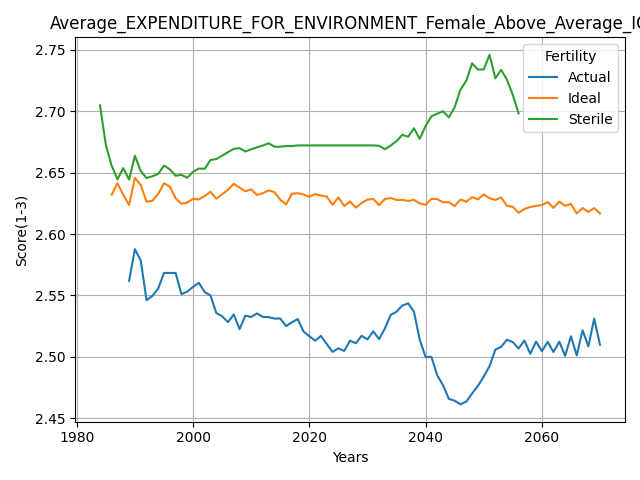 Average_EXPENDITURE_FOR_ENVIRONMENT_Female_Above_Average_IC
Fertility
Actual
Ideal
Sterile
Score(1-3)
2.75
2.70
2.65
2.60
2.55
2.50
2.45
1980
2000
2020
2040
2060
Years